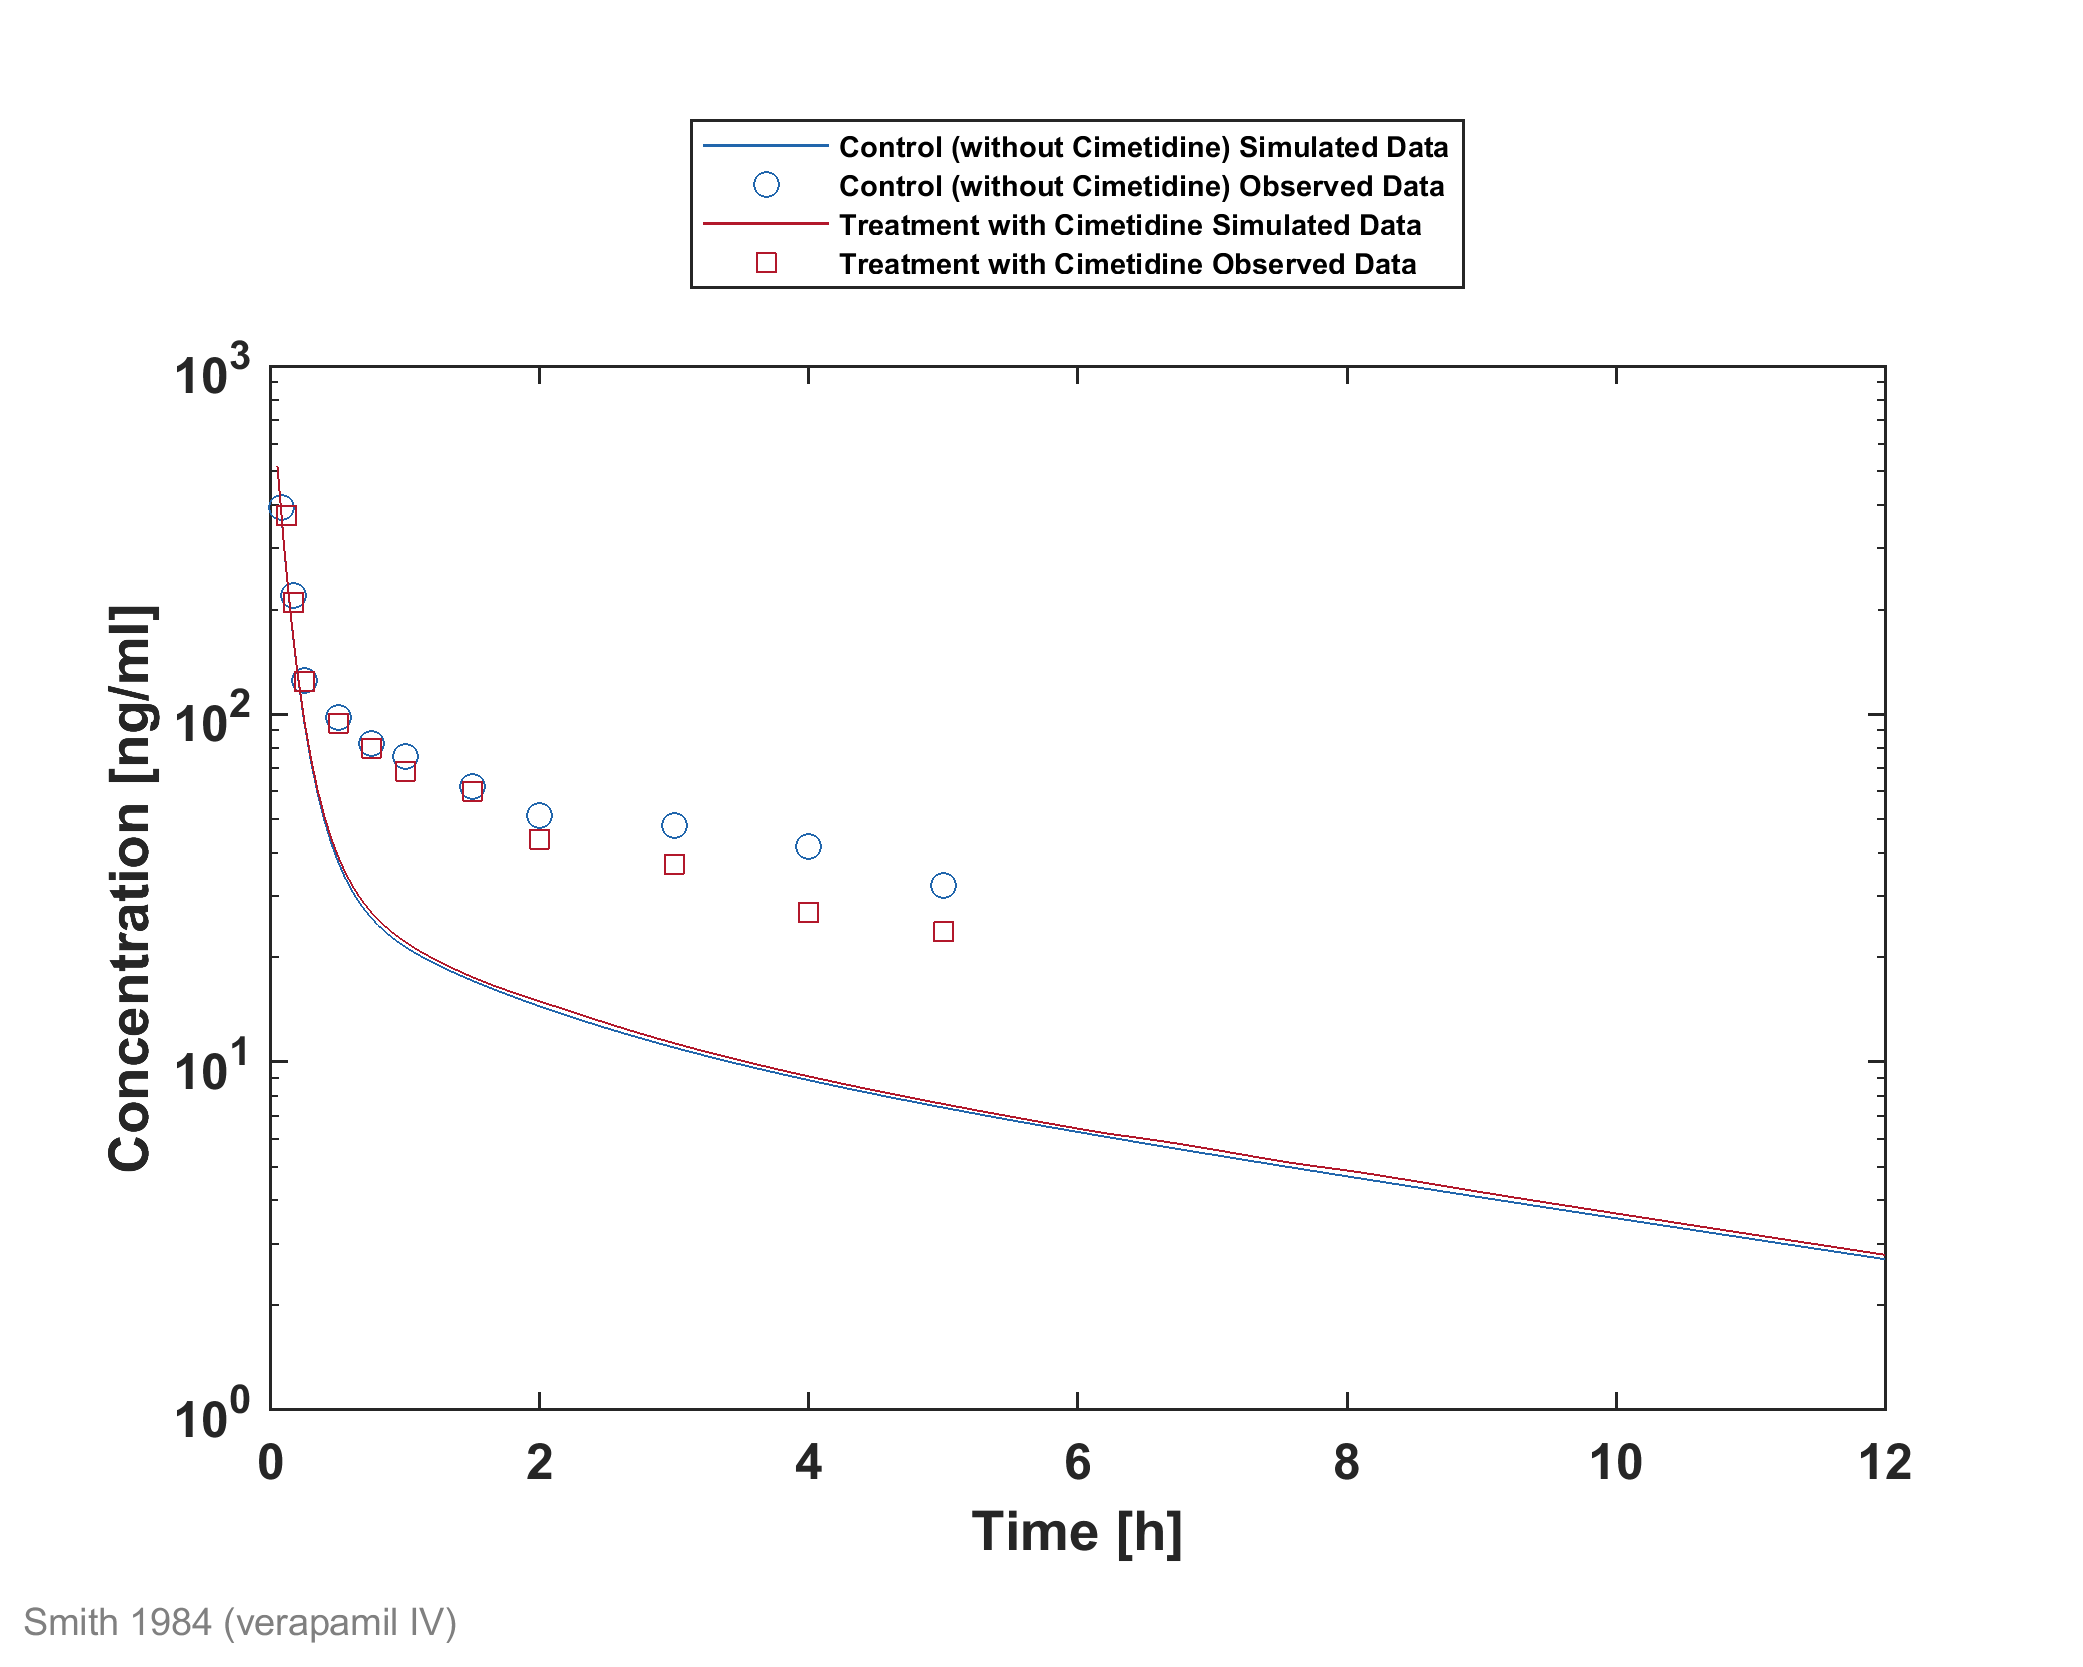 Control (without Cimetidine) Simulated Data
Control (without Cimetidine) Observed Data
Treatment with Cimetidine Simulated Data
Treatment with Cimetidine Observed Data
10^3
10^2
10^1
10^0
Concentration [ng/ml]
0 2 4 6 8 10 12
Time [h]
Smith 1984 (verapamil IV)